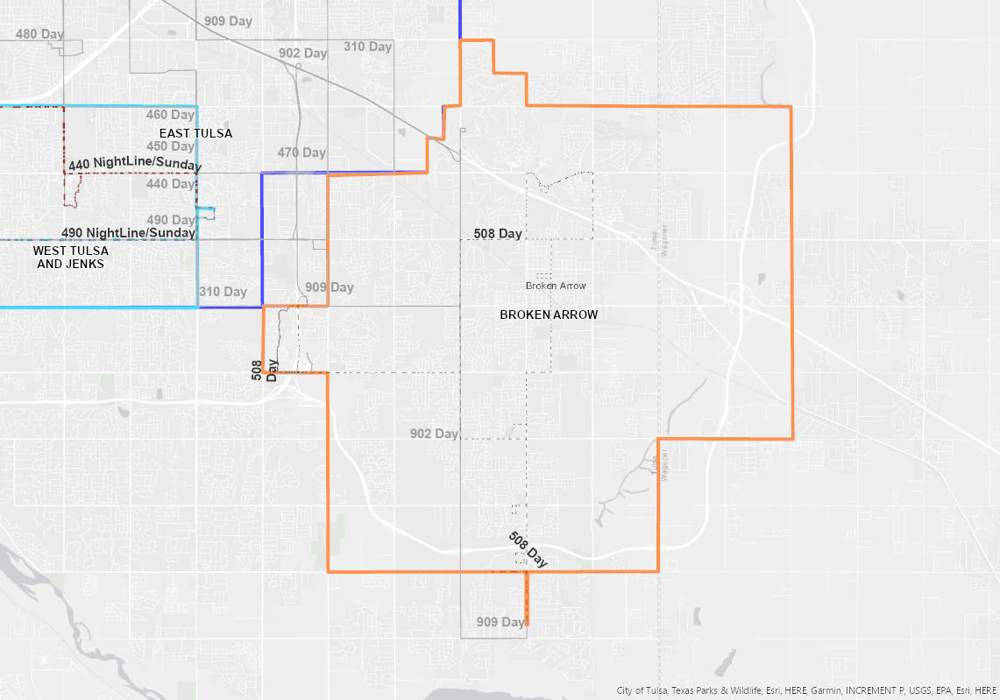 909 Day
480 Day
310 Day
902 Day
460 Day
EAST TULSA
450 Day
470 Day
440 NightLine/Sunday
440 Day
490 Day
490 NightLine/Sunday
508 Day
Tulsa
Wagoner
WEST TULSA
AND JENKS
310 Day
909 Day
Broken Arrow
BROKEN ARROW
508
Day
902 Day
Tulsa
Wagoner
508 Day
909 Day
City of Tulsa, Texas Parks & Wildlife, Esri, HERE, Garmin, INCREMENT P, USGS, EPA, Esri, HERE